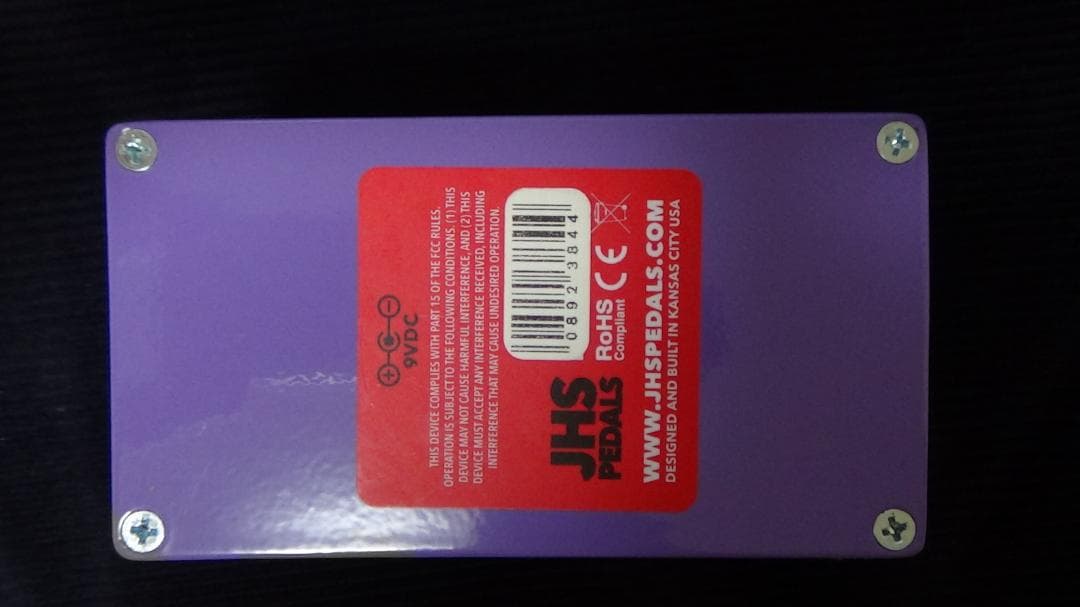 ⊕ ⊖
9VDC
THIS DEVICE COMPLIES WITH PART 15 OF THE FCC RULES.
OPERATION IS SUBJECT TO THE FOLLOWING CONDITIONS. (1) THIS
DEVICE MAY NOT CAUSE HARMFUL INTERFERENCE, AND (2) THIS
DEVICE MUST ACCEPT ANY INTERFERENCE RECEIVED, INCLUDING
INTERFERENCE THAT MAY CAUSE UNDESIRED OPERATION.
08923844
JHS
PEDALS
RoHS CE
Compliant
WWW.JHSPEDALS.COM
DESIGNED AND BUILT IN KANSAS CITY USA